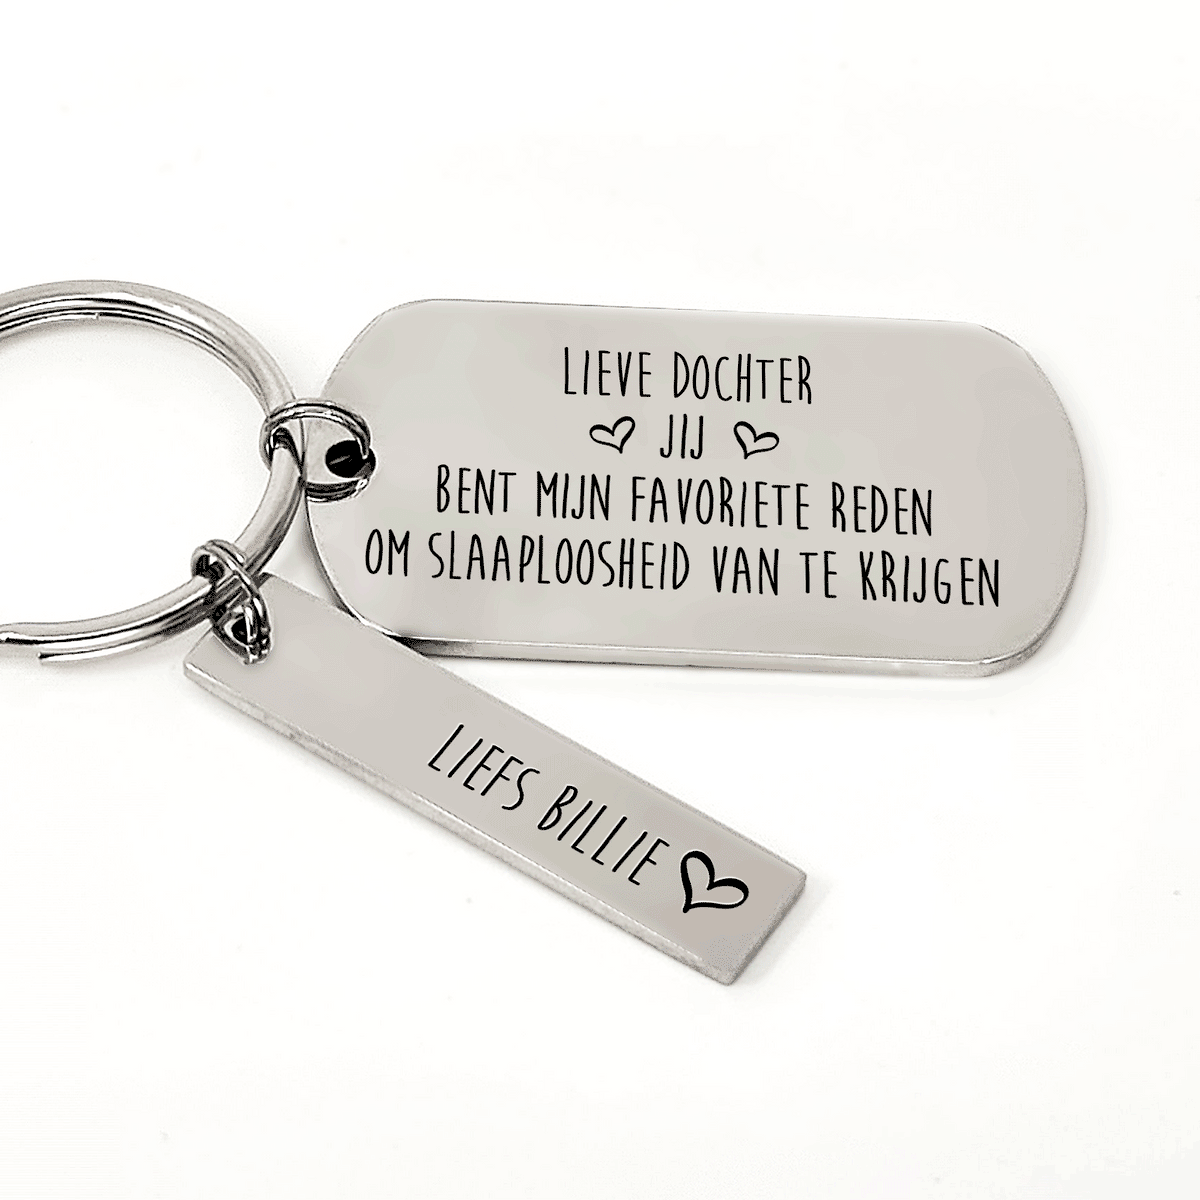 LIEVE DOCHTER
♡ JIJ ♡
BENT MIJN FAVORIETE REDEN
OM SLAAPLOOSHEID VAN TE KRIJGEN
LIEFS BILLIE ♡